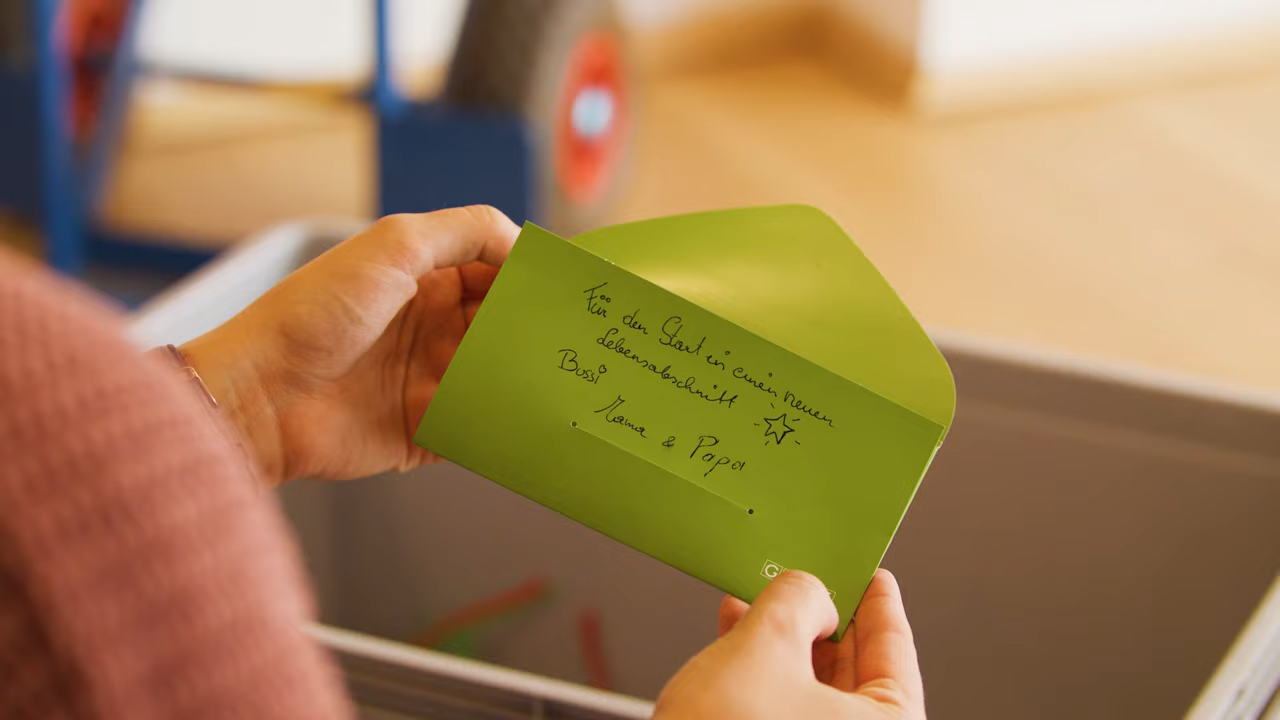 Für den Start in einen neuen
Lebensabschnitt
Bussi
Mama & Papa
G